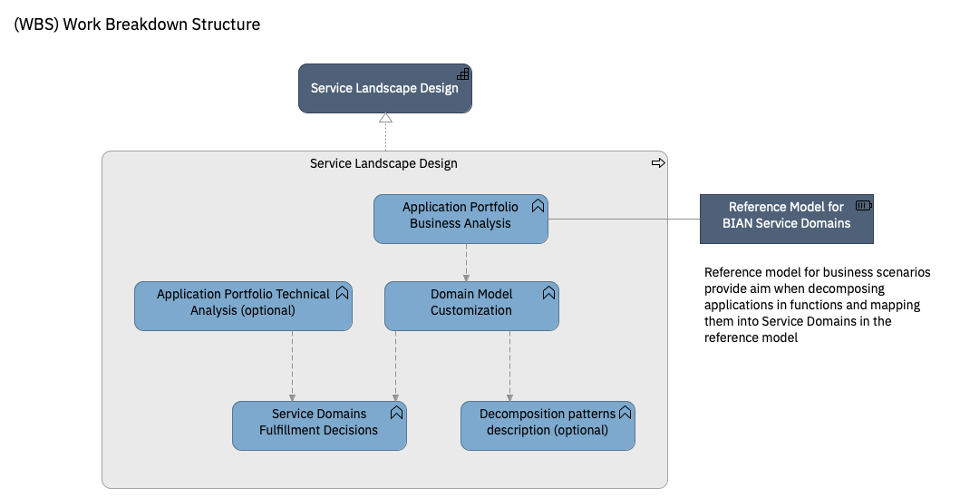 (WBS) Work Breakdown Structure
Service Landscape Design
Service Landscape Design
Application Portfolio
Business Analysis
Reference Model for
BIAN Service Domains
Reference model for business scenarios
provide aim when decomposing
applications in functions and mapping
them into Service Domains in the
reference model
Application Portfolio Technical
Analysis (optional)
Domain Model
Customization
Service Domains
Fulfillment Decisions
Decomposition patterns
description (optional)